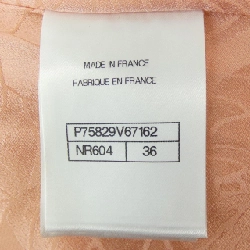 MADE IN FRANCE
FABRIQUE EN FRANCE
P75829V67162
NR604 36